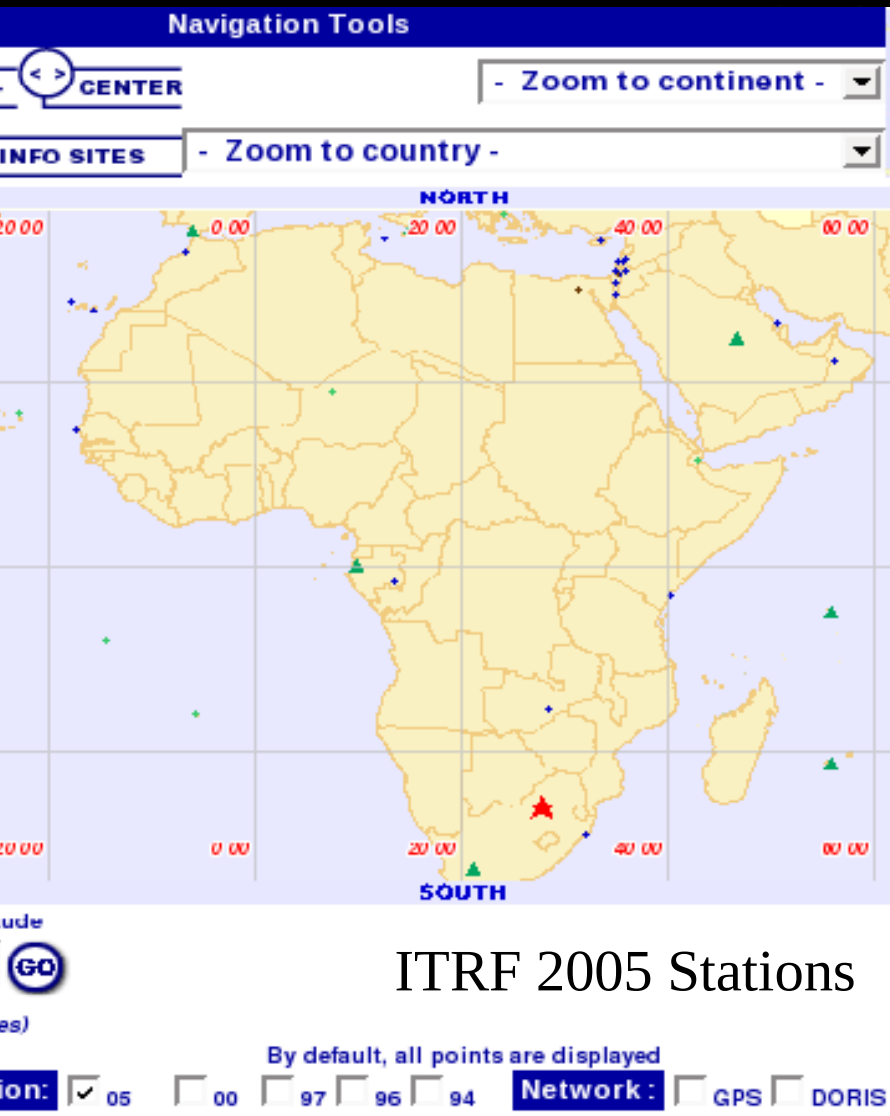 Navigation Tools
< > CENTER
- Zoom to continent -
INFO SITES
- Zoom to country -
NORTH
20 00 0 00 20 00 40 00 60 00
20 00 0 00 20 00 40 00 60 00
SOUTH
ude
GO
ITRF 2005 Stations
es)
By default, all points are displayed
ion: 05 00 97 96 94 Network : GPS DORIS